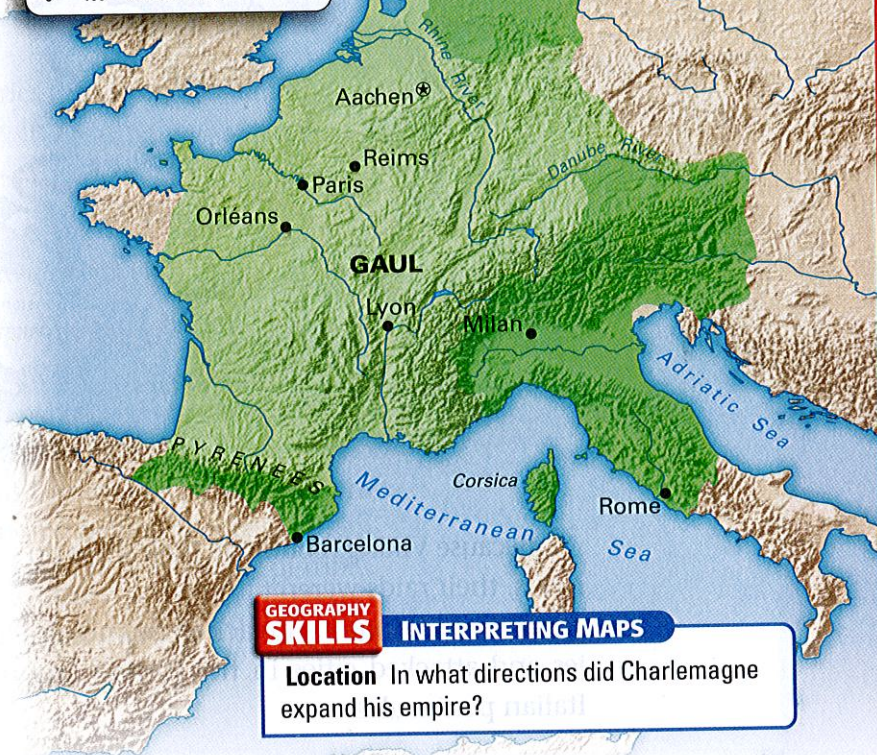 Rhine River
Aachen
Danube River
Reims
Paris
Orléans
GAUL
Lyon
Milan
Adriatic Sea
PYRENEES
Corsica
Mediterranean
Sea
Rome
Barcelona
GEOGRAPHY
SKILLS INTERPRETING MAPS
Location In what directions did Charlemagne
expand his empire?